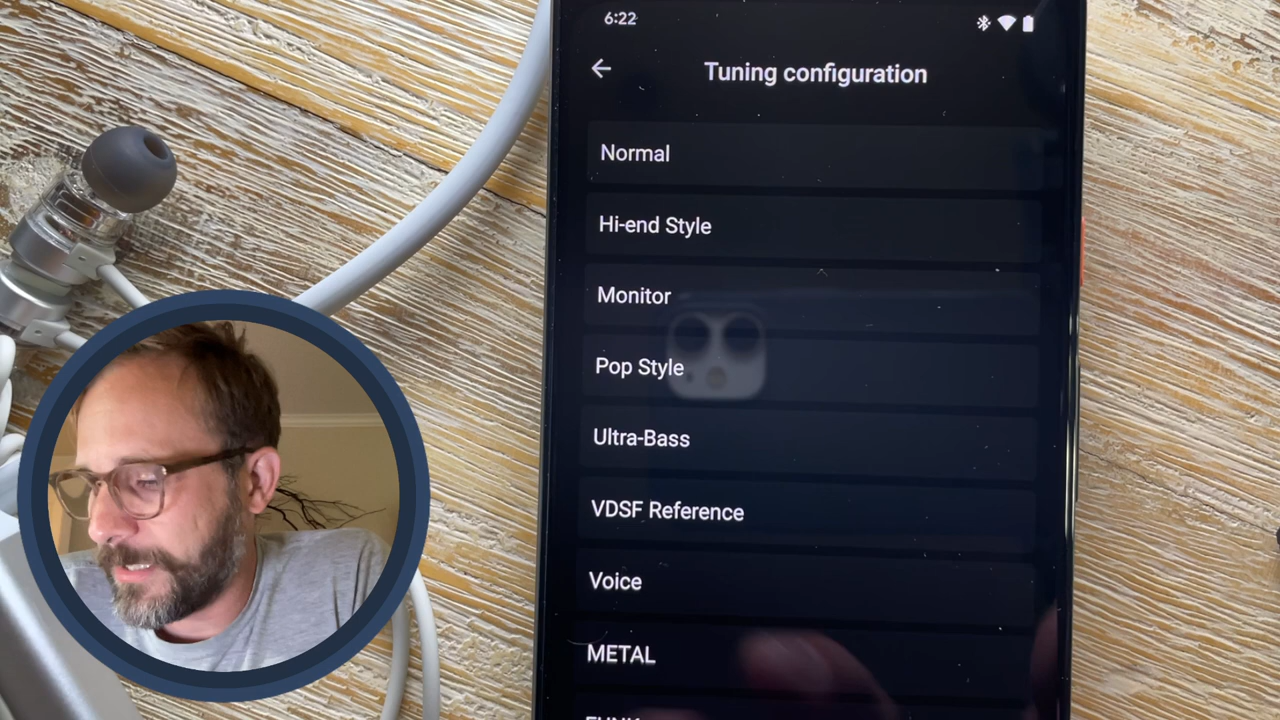 6:22
Tuning configuration
Normal
Hi-end Style
Monitor
Pop Style
Ultra-Bass
VDSF Reference
Voice
METAL